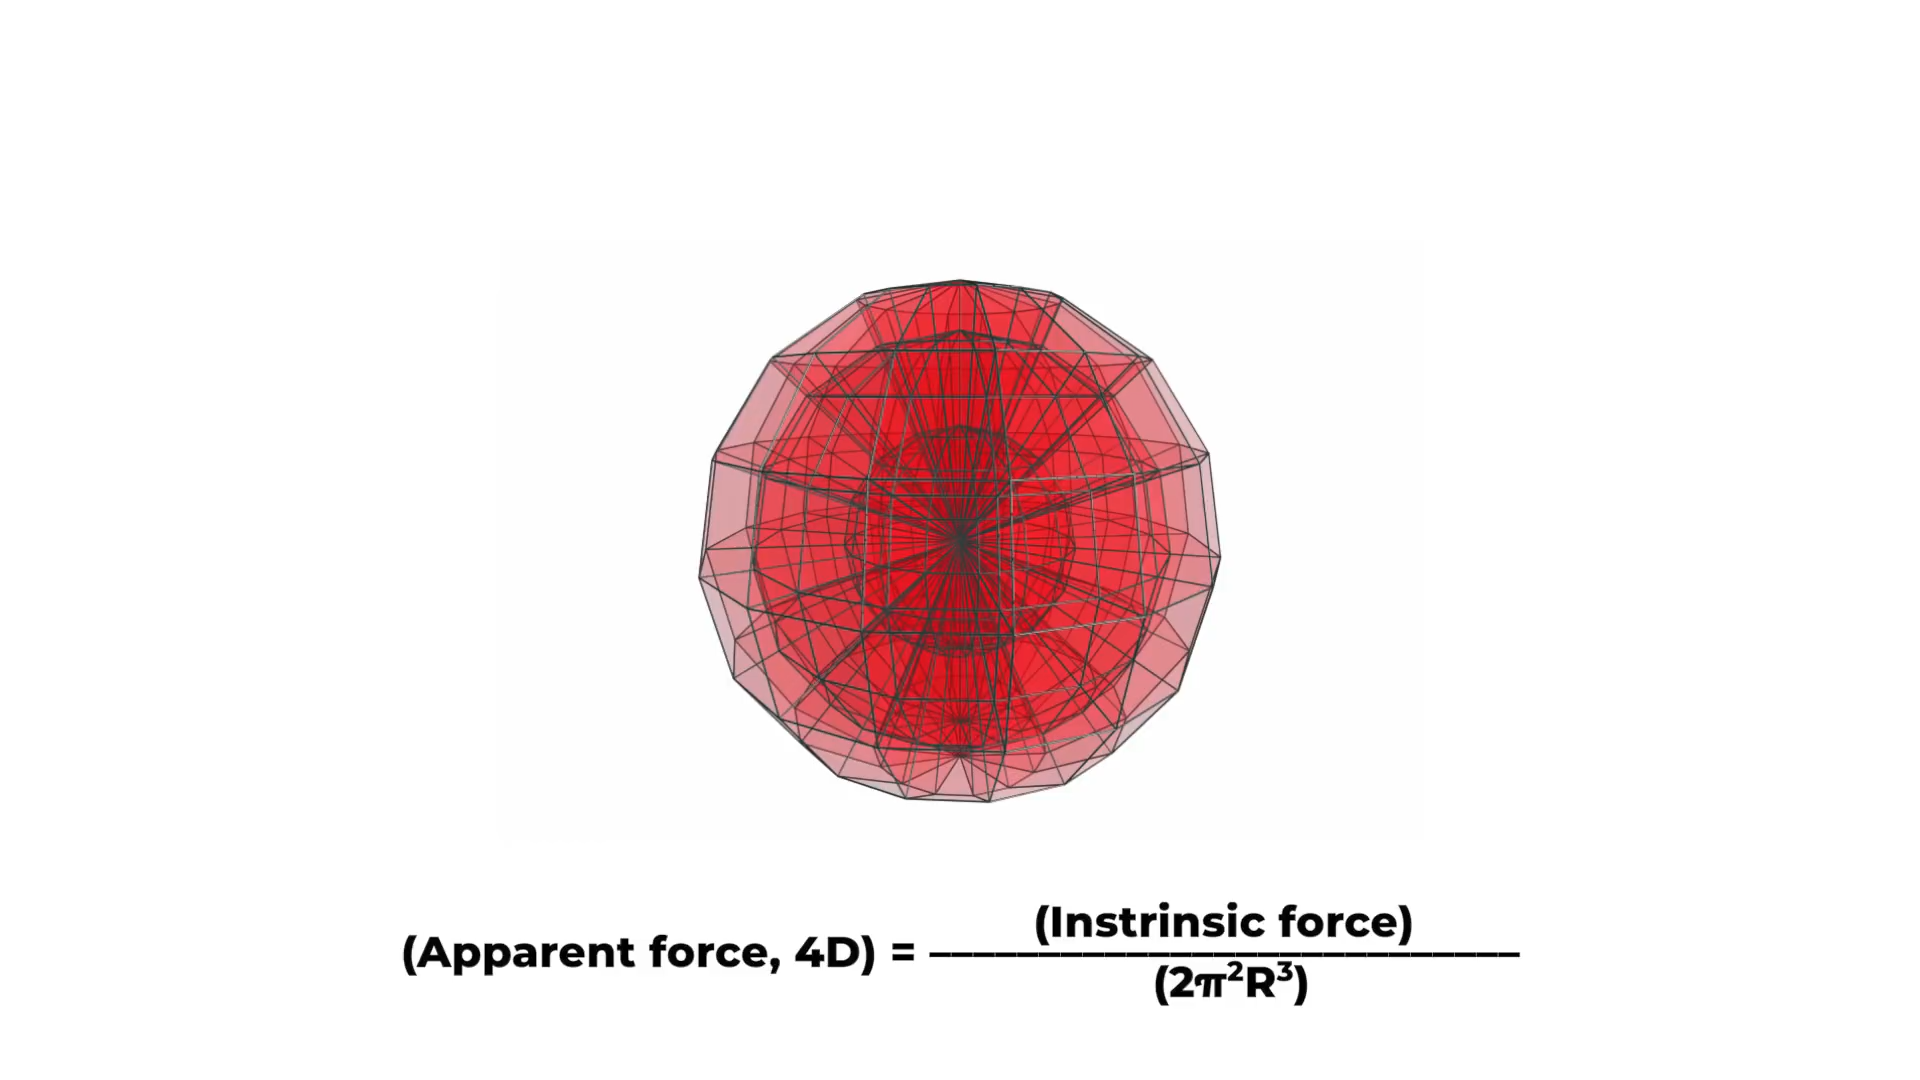 (Instrinsic force)
(Apparent force, 4D) = ――――――――――
(2π²R³)